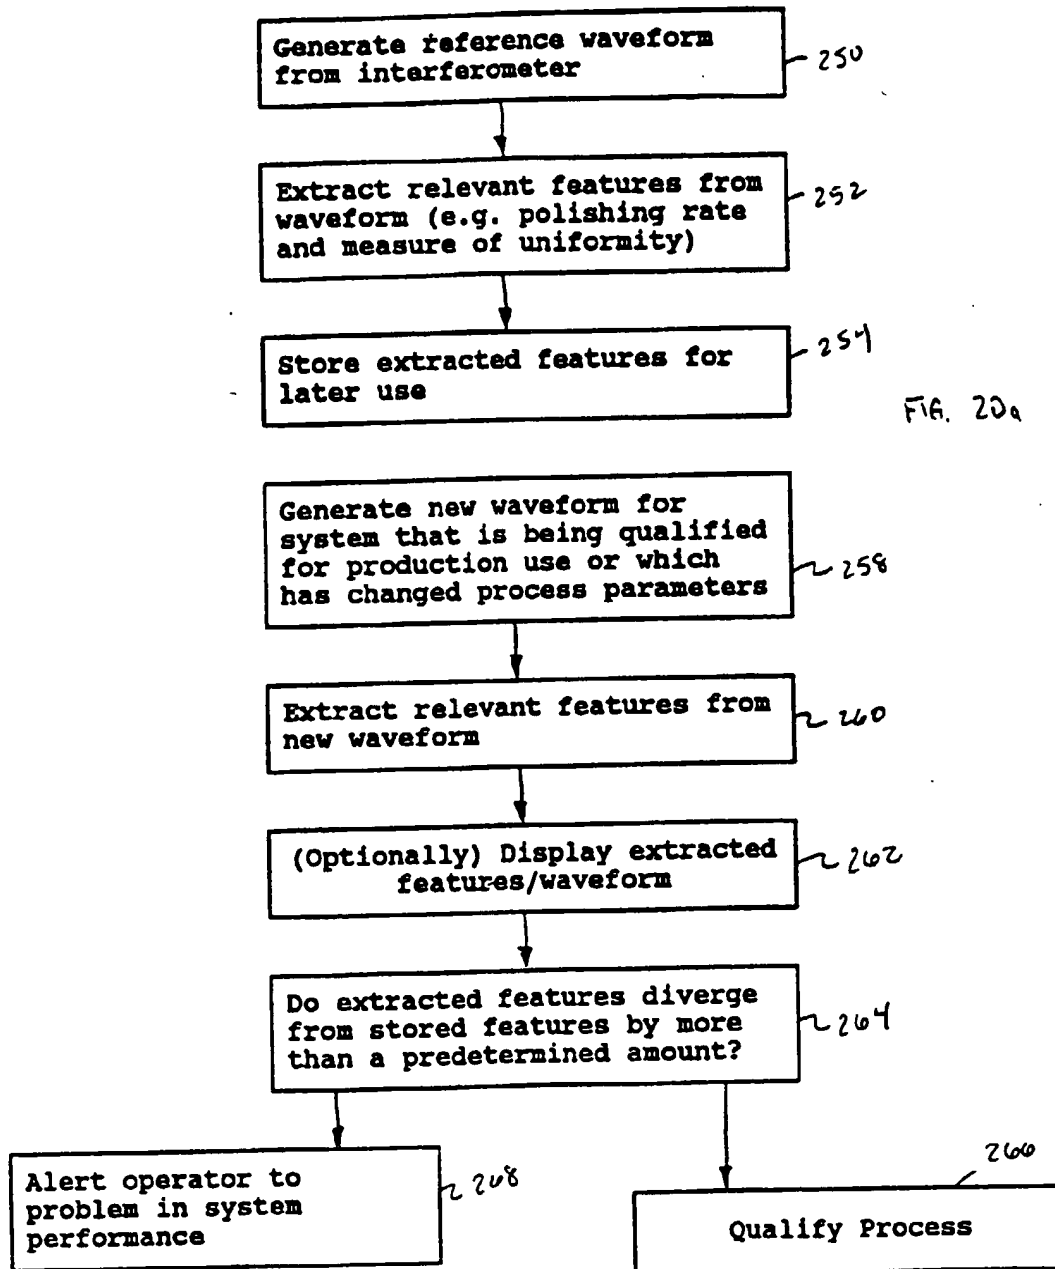 Generate reference waveform
from interferometer
250
Extract relevant features from
waveform (e.g. polishing rate
and measure of uniformity)
252
Store extracted features for
later use
254
FIG. 20a
Generate new waveform for
system that is being qualified
for production use or which
has changed process parameters
258
Extract relevant features from
new waveform
260
(Optionally) Display extracted
features/waveform
262
Do extracted features diverge
from stored features by more
than a predetermined amount?
264
Alert operator to
problem in system
performance
268
266
Qualify Process